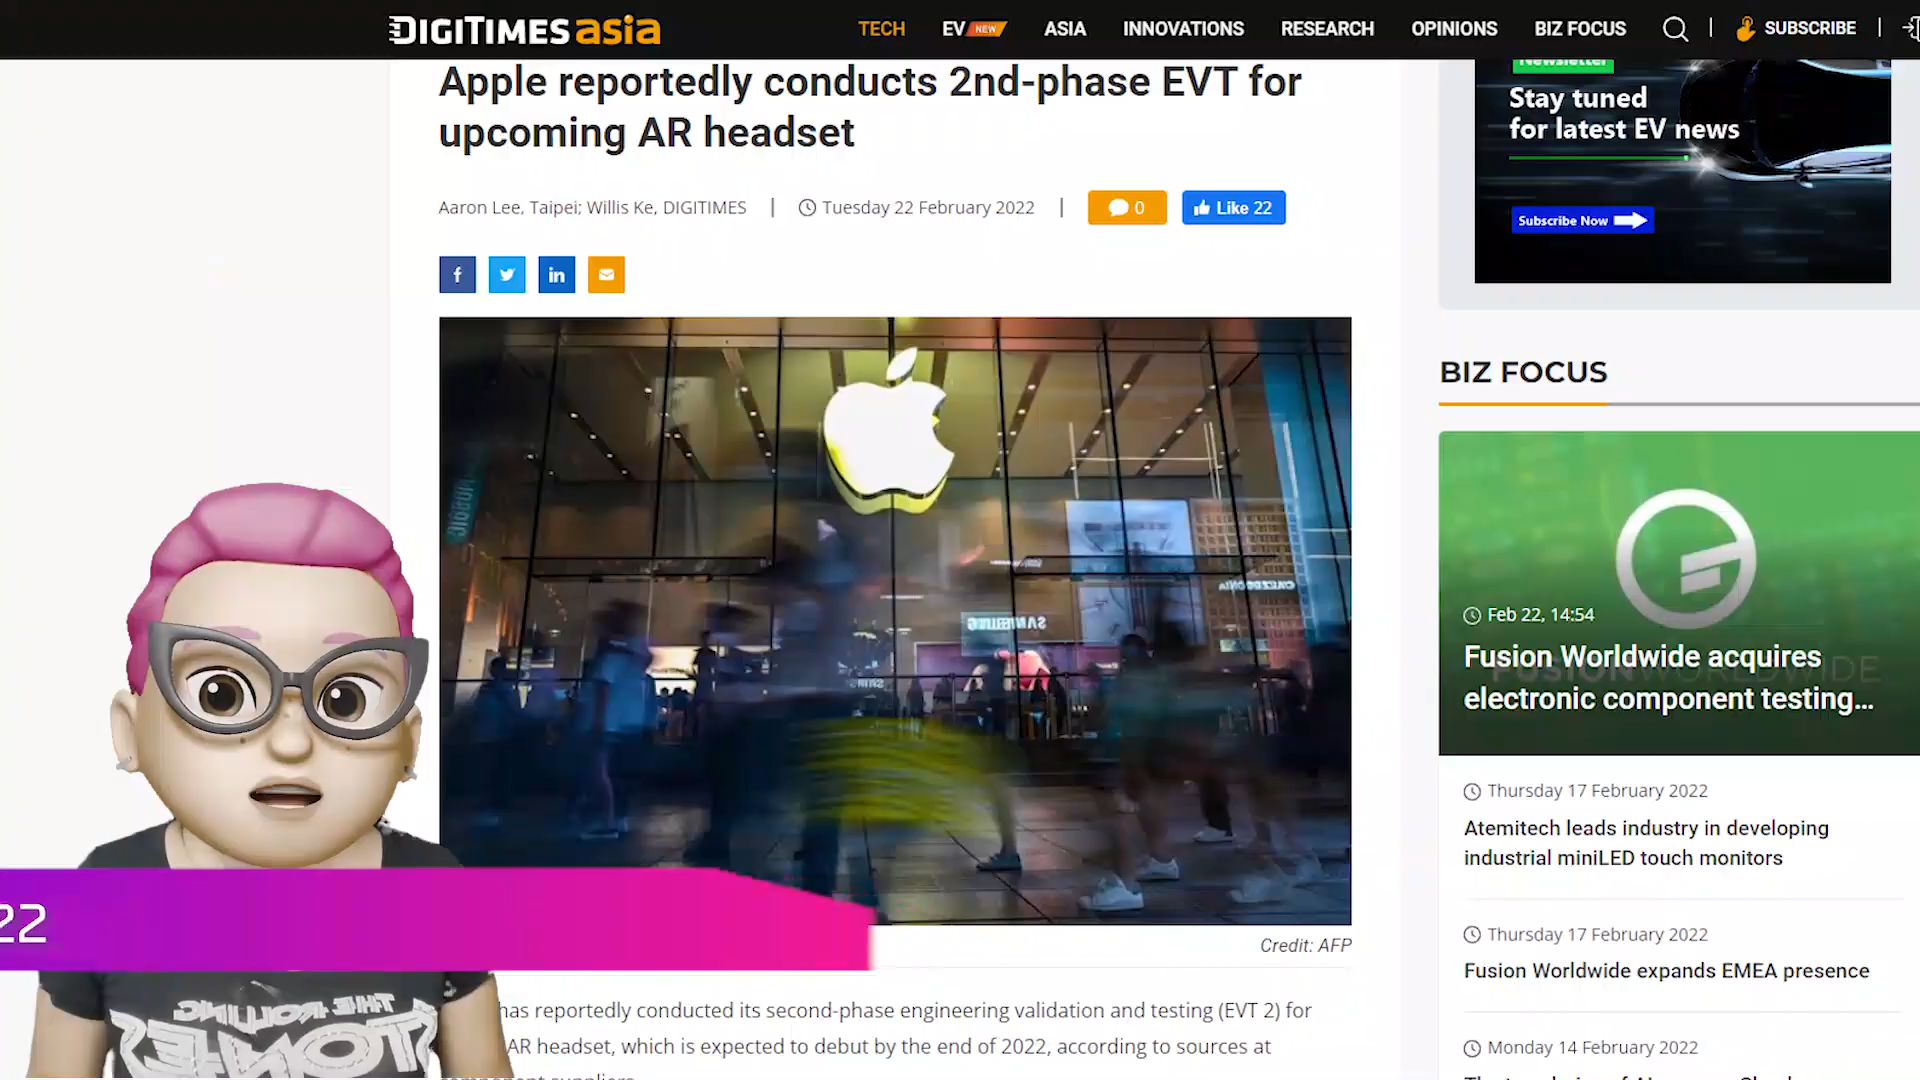 DIGITIMES asia
TECH
EV NEW
ASIA
INNOVATIONS
RESEARCH
OPINIONS
BIZ FOCUS
SUBSCRIBE
Apple reportedly conducts 2nd-phase EVT for
upcoming AR headset
Aaron Lee, Taipei; Willis Ke, DIGITIMES
Tuesday 22 February 2022
0
Like 22
Credit: AFP
has reportedly conducted its second-phase engineering validation and testing (EVT 2) for
AR headset, which is expected to debut by the end of 2022, according to sources at
22
THE ROLLING
STONES
Newsletter
Stay tuned
for latest EV news
Subscribe Now
BIZ FOCUS
Feb 22, 14:54
Fusion Worldwide acquires
electronic component testing...
Thursday 17 February 2022
Atemitech leads industry in developing
industrial miniLED touch monitors
Thursday 17 February 2022
Fusion Worldwide expands EMEA presence
Monday 14 February 2022